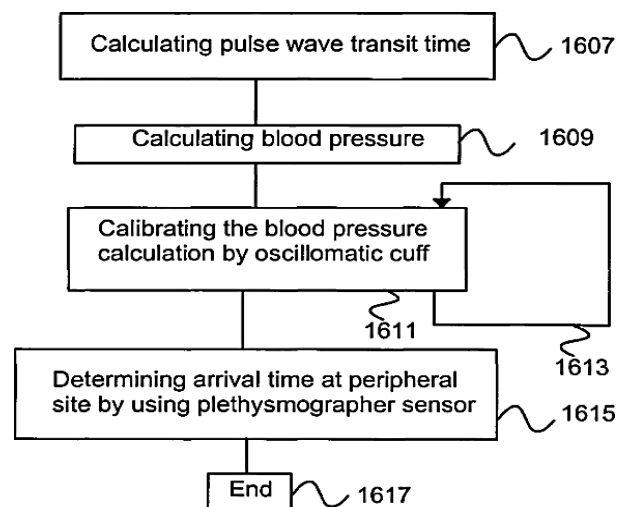 Calculating pulse wave transit time
1607
Calculating blood pressure
1609
Calibrating the blood pressure
calculation by oscillomatic cuff
1611
1613
Determining arrival time at peripheral
site by using plethysmographer sensor
1615
End
1617